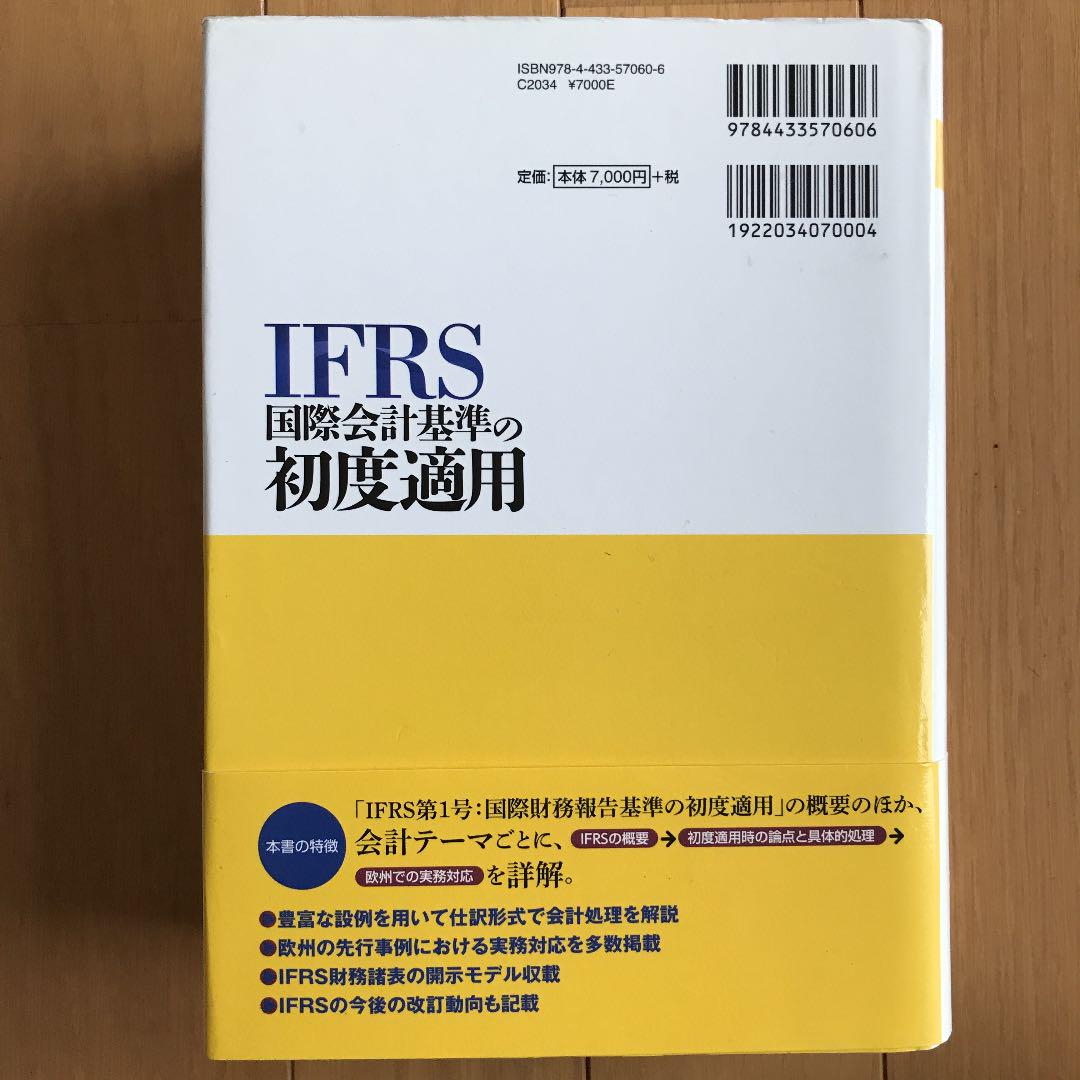 ISBN978-4-433-57060-6
C2034 ¥7000E
9784433570606
定価：本体7,000円＋税
1922034070004
IFRS
国際会計基準の
初度適用
本書の特徴
「IFRS第1号：国際財務報告基準の初度適用」の概要のほか、
会計テーマごとに、IFRSの概要→初度適用時の論点と具体的処理→
欧州での実務対応を詳解。
●豊富な設例を用いて仕訳形式で会計処理を解説
●欧州の先行事例における実務対応を多数掲載
●IFRS財務諸表の開示モデル収載
●IFRSの今後の改訂動向も記載